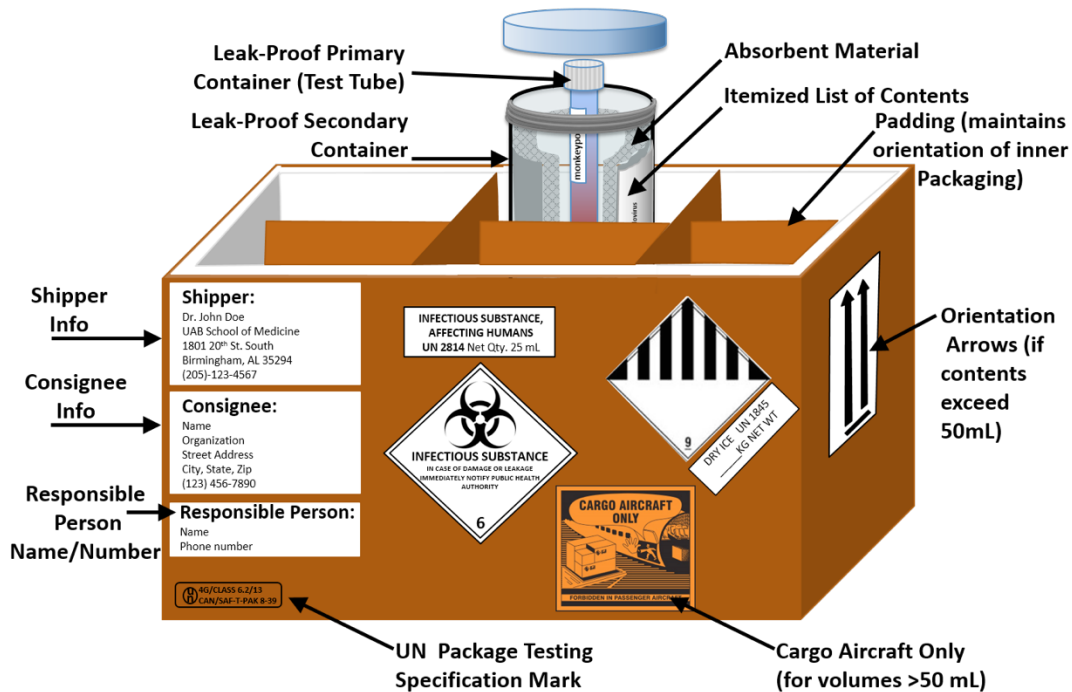 Leak-Proof Primary
Container (Test Tube)
Leak-Proof Secondary
Container
Absorbent Material
Itemized List of Contents
Padding (maintains
orientation of inner
Packaging)
Shipper
Info
Consignee
Info
Responsible
Person
Name/Number
Shipper:
Dr. John Doe
UAB School of Medicine
1801 20th St. South
Birmingham, AL 35294
(205)-123-4567
Consignee:
Name
Organization
Street Address
City, State, Zip
(123) 456-7890
Responsible Person:
Name
Phone number
4G/CLASS 6.2/13
CAN/SAF-T-PAK 8-39
INFECTIOUS SUBSTANCE,
AFFECTING HUMANS
UN 2814 Net Qty. 25 mL
INFECTIOUS SUBSTANCE
IN CASE OF DAMAGE OR LEAKAGE
IMMEDIATELY NOTIFY PUBLIC HEALTH
AUTHORITY
6
9
DRY ICE UN 1845
_____ KG NET WT
CARGO AIRCRAFT
ONLY
FORBIDDEN IN PASSENGER AIRCRAFT
Orientation
Arrows (if
contents
exceed
50mL)
UN Package Testing
Specification Mark
Cargo Aircraft Only
(for volumes >50 mL)